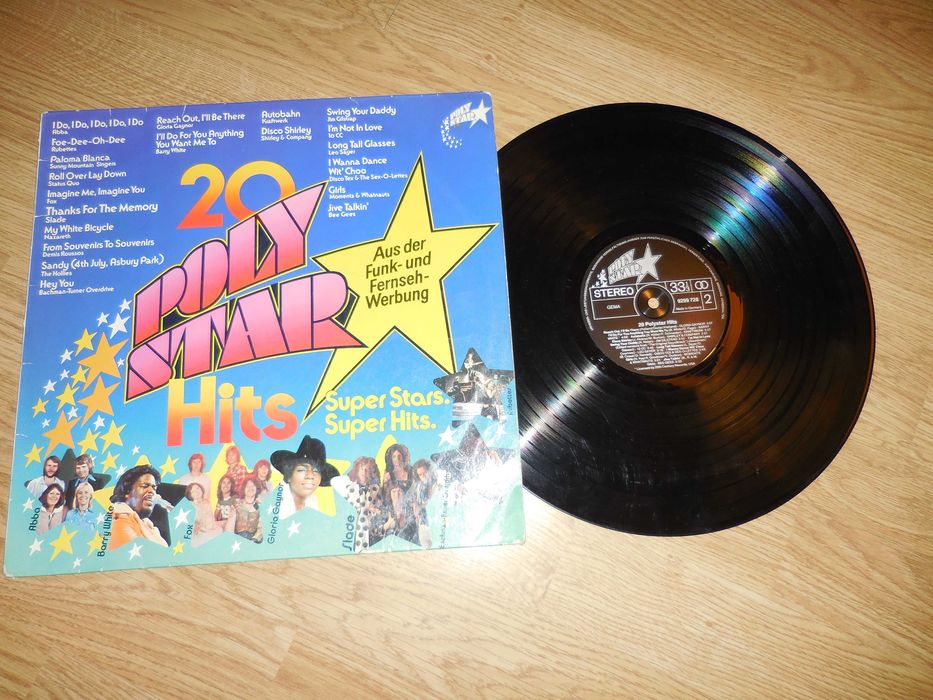 I Do, I Do, I Do, I Do, I Do
Abba
Foe-Dee-Oh-Dee
Rubettes
Paloma Blanca
Sunny Mountain Singers
Roll Over Lay Down
Status Quo
Imagine Me, Imagine You
Fox
Thanks For The Memory
Slade
My White Bicycle
Nazareth
From Souvenirs To Souvenirs
Demis Roussos
Sandy (4th July, Asbury Park)
The Hollies
Hey You
Bachman-Turner Overdrive
Reach Out, I'll Be There
Gloria Gaynor
I'll Do For You Anything
You Want Me To
Barry White
Autobahn
Kraftwerk
Disco Shirley
Shirley & Company
Swing Your Daddy
Jim Gilstrap
I'm Not In Love
10 CC
Long Tall Glasses
Leo Sayer
I Wanna Dance
Wit' Choo
Disco Tex & The Sex-O-Lettes
Girls
Moments & Whatnauts
Jive Talkin'
Bee Gees
POLY
STAR
20
POLY
STAR
Hits
Aus der
Funk- und
Fernseh-
Werbung
Super Stars.
Super Hits.
Abba
Barry White
Fox
Gloria Gaynor
Slade
POLY
STAR
STEREO
33
GEMA
9299 728
Made in Germany
2
20 Polystar Hits